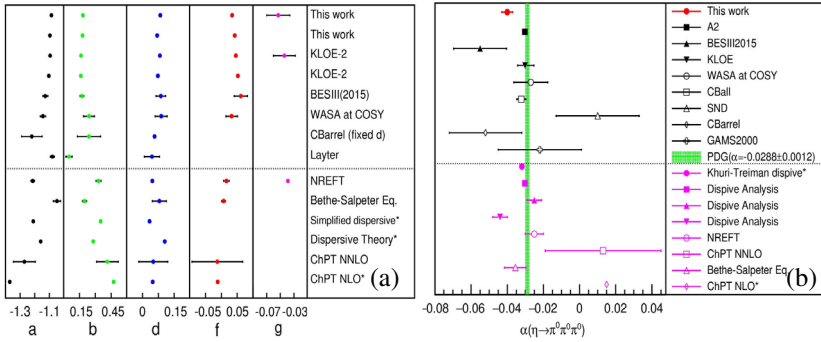 This work
This work
KLOE-2
KLOE-2
BESIII(2015)
WASA at COSY
CBarrel (fixed d)
Layter
NREFT
Bethe-Salpeter Eq.
Simplified dispersive*
Dispersive Theory*
ChPT NNLO
ChPT NLO*
(a)
-1.3 -1.1 0.15 0.45 0 0.15 -0.05 0.05 -0.07 -0.03
a b d f g
This work
A2
BESIII2015
KLOE
WASA at COSY
CBall
SND
CBarrel
GAMS2000
PDG(α=-0.0288±0.0012)
Khuri-Treiman dispive*
Dispive Analysis
Dispive Analysis
Dispive Analysis
NREFT
ChPT NNLO
Bethe-Salpeter Eq
ChPT NLO*
(b)
-0.08 -0.06 -0.04 -0.02 0 0.02 0.04
α(η→π⁰π⁰π⁰)